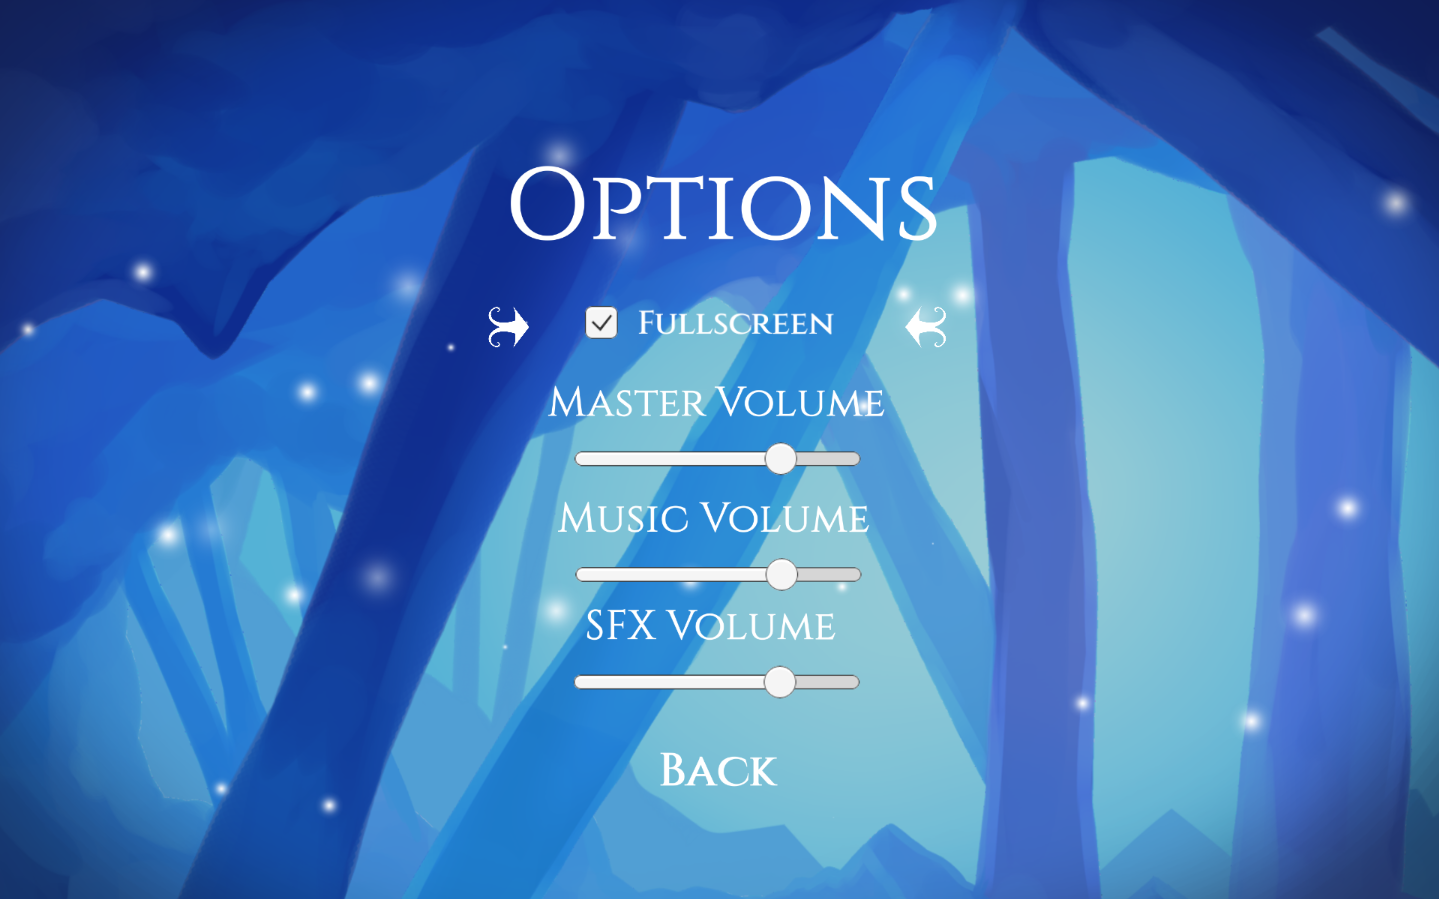 Options
Fullscreen
Master Volume
Music Volume
SFX Volume
Back